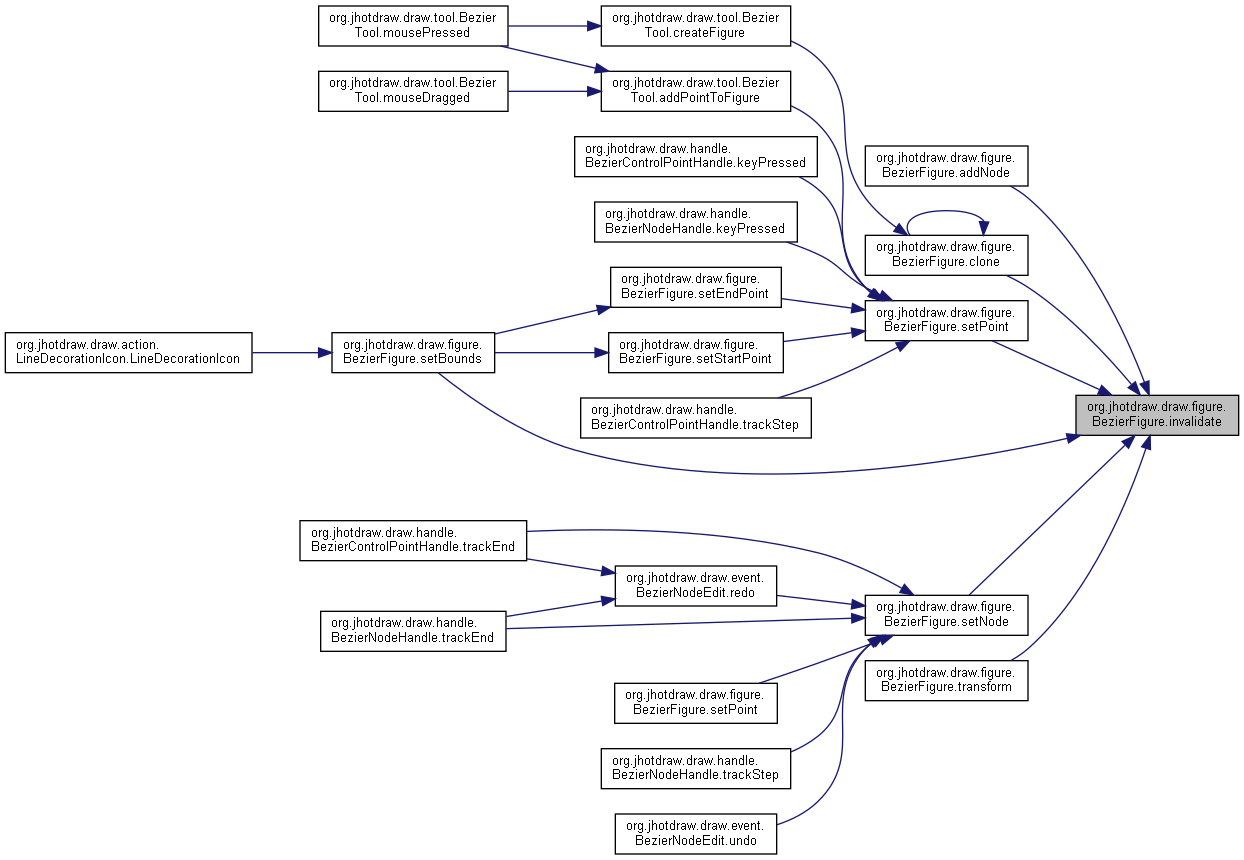 org.jhotdraw.draw.tool.Bezier
Tool.mousePressed
org.jhotdraw.draw.tool.Bezier
Tool.createFigure
org.jhotdraw.draw.tool.Bezier
Tool.mouseDragged
org.jhotdraw.draw.tool.Bezier
Tool.addPointToFigure
org.jhotdraw.draw.handle.
BezierControlPointHandle.keyPressed
org.jhotdraw.draw.figure.
BezierFigure.addNode
org.jhotdraw.draw.handle.
BezierNodeHandle.keyPressed
org.jhotdraw.draw.figure.
BezierFigure.clone
org.jhotdraw.draw.figure.
BezierFigure.setEndPoint
org.jhotdraw.draw.figure.
BezierFigure.setPoint
org.jhotdraw.draw.action.
LineDecorationIcon.LineDecorationIcon
org.jhotdraw.draw.figure.
BezierFigure.setBounds
org.jhotdraw.draw.figure.
BezierFigure.setStartPoint
org.jhotdraw.draw.handle.
BezierControlPointHandle.trackStep
org.jhotdraw.draw.figure.
BezierFigure.invalidate
org.jhotdraw.draw.handle.
BezierControlPointHandle.trackEnd
org.jhotdraw.draw.event.
BezierNodeEdit.redo
org.jhotdraw.draw.figure.
BezierFigure.setNode
org.jhotdraw.draw.handle.
BezierNodeHandle.trackEnd
org.jhotdraw.draw.figure.
BezierFigure.transform
org.jhotdraw.draw.figure.
BezierFigure.setPoint
org.jhotdraw.draw.handle.
BezierNodeHandle.trackStep
org.jhotdraw.draw.event.
BezierNodeEdit.undo